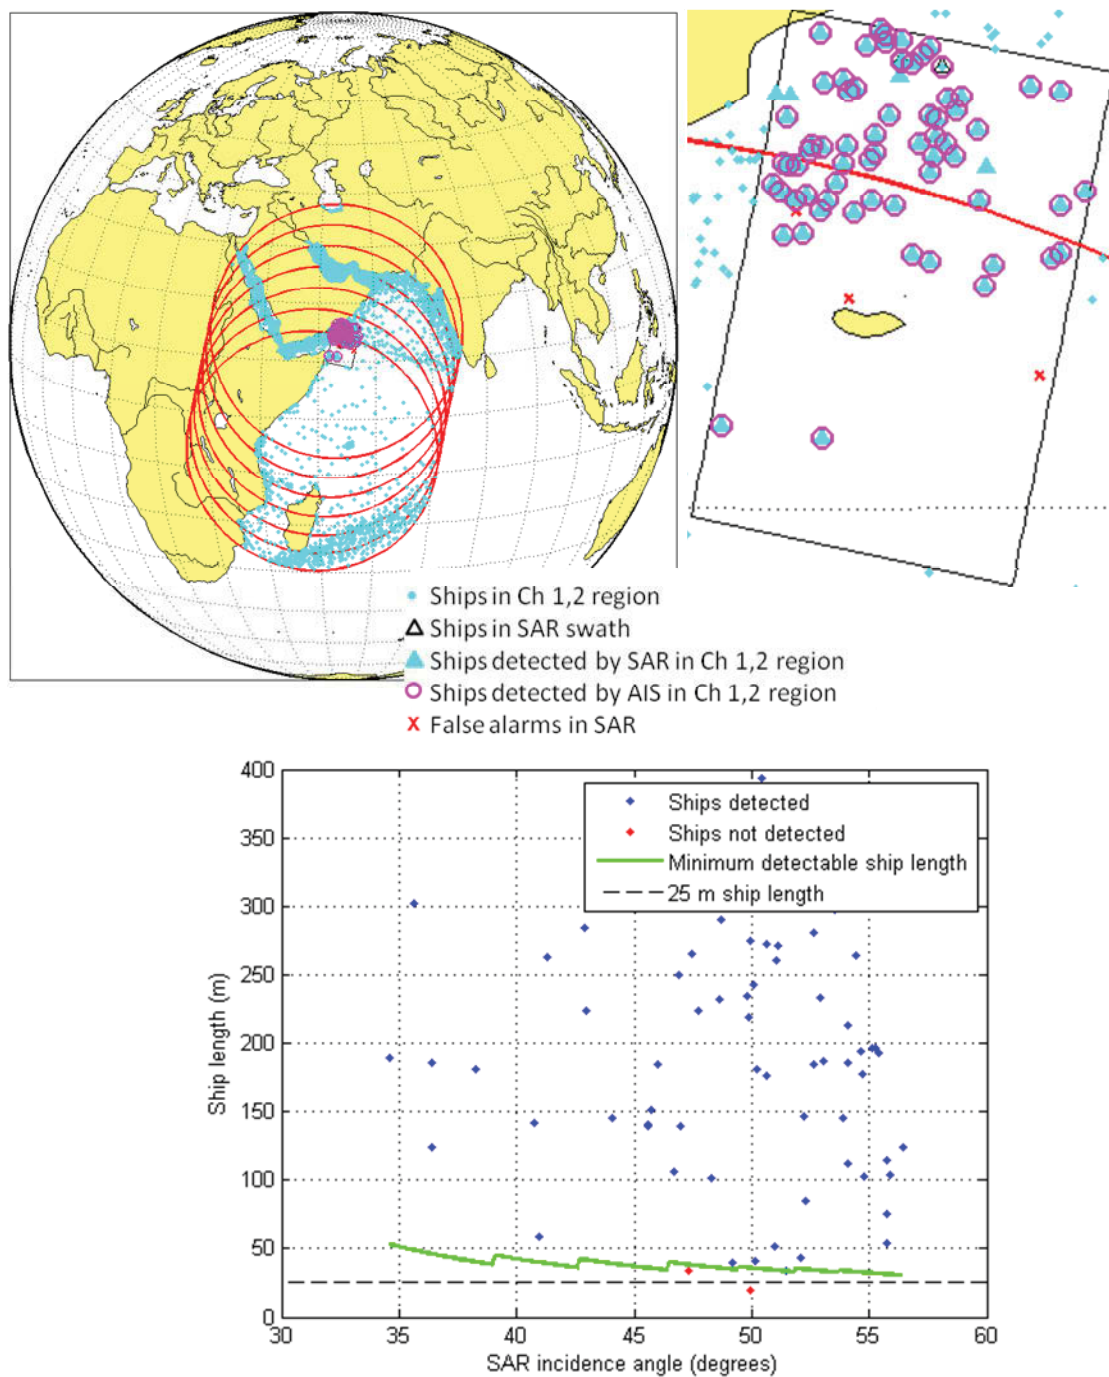 Ships in Ch 1,2 region
Ships in SAR swath
Ships detected by SAR in Ch 1,2 region
Ships detected by AIS in Ch 1,2 region
False alarms in SAR
400
350
300
250
200
150
100
50
0
30
35
40
45
50
55
60
Ship length (m)
SAR incidence angle (degrees)
Ships detected
Ships not detected
Minimum detectable ship length
25 m ship length